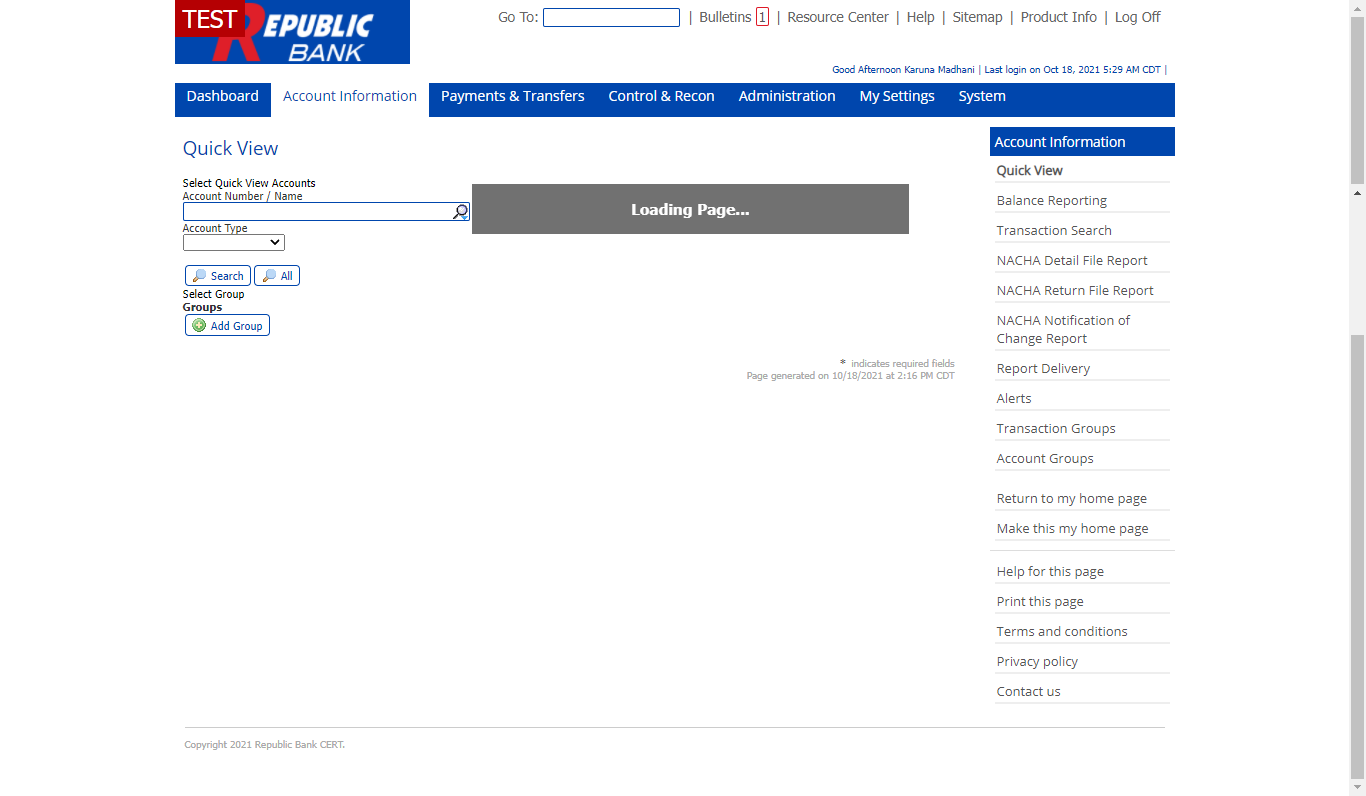 TEST
REPUBLIC
BANK
Go To: | Bulletins 1 | Resource Center | Help | Sitemap | Product Info | Log Off
Good Afternoon Karuna Madhani | Last login on Oct 18, 2021 5:29 AM CDT |
Dashboard Account Information Payments & Transfers Control & Recon Administration My Settings System
Quick View
Select Quick View Accounts
Account Number / Name
Account Type
Search All
Select Group
Groups
Add Group
Loading Page...
* indicates required fields
Page generated on 10/18/2021 at 2:16 PM CDT
Account Information
Quick View
Balance Reporting
Transaction Search
NACHA Detail File Report
NACHA Return File Report
NACHA Notification of
Change Report
Report Delivery
Alerts
Transaction Groups
Account Groups
Return to my home page
Make this my home page
Help for this page
Print this page
Terms and conditions
Privacy policy
Contact us
Copyright 2021 Republic Bank CERT.